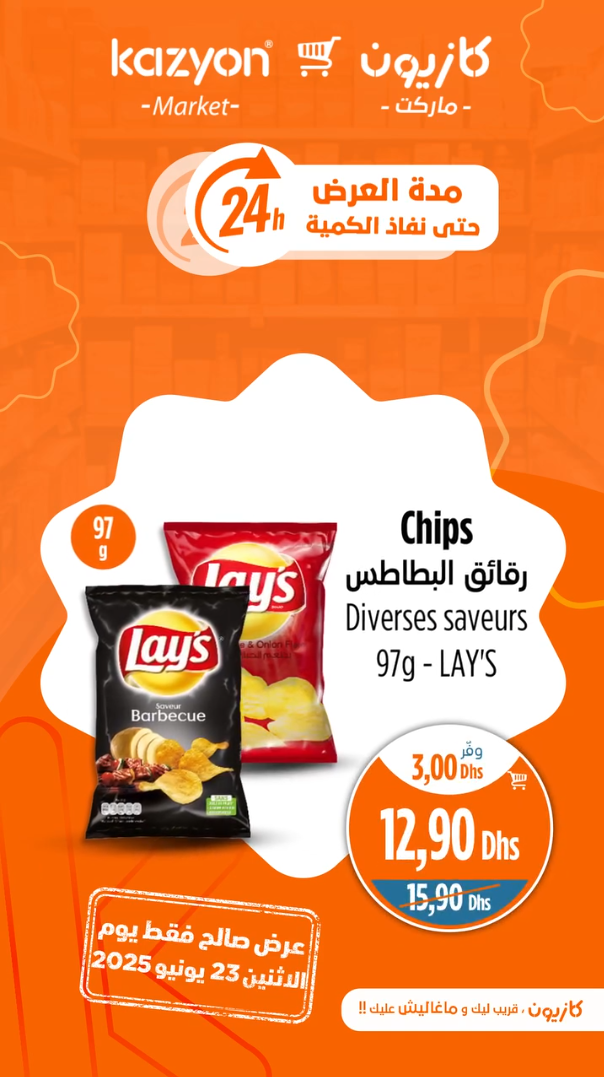 kazyon® كازيون
-Market- - ماركت -
24h
مدة العرض
حتى نفاذ الكمية
97
g
Lay's
Lay's
Saveur
Barbecue
Chips
رقائق البطاطس
Diverses saveurs
97g - LAY'S
وفّر
3,00 Dhs
12,90 Dhs
15,90 Dhs
عرض صالح فقط يوم
الاثنين 23 يونيو 2025
كازيون ، قريب ليك و ماغاليش عليك !!